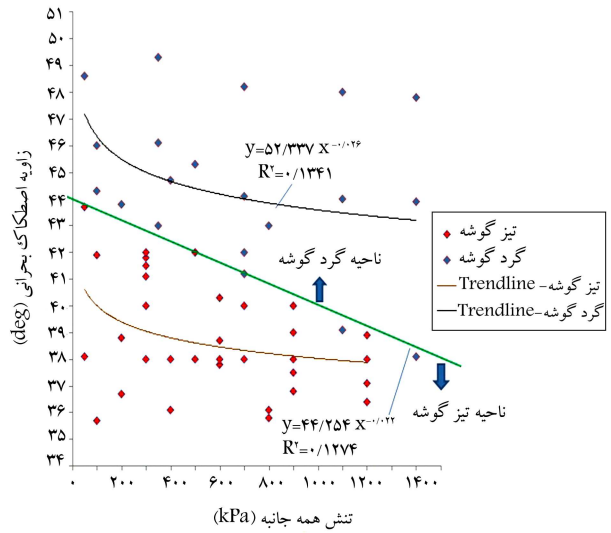 زاویه اصطکاک بحرانی (deg)
۵۱
۵۰
۴۹
۴۸
۴۷
۴۶
۴۵
۴۴
۴۳
۴۲
۴۱
۴۰
۳۹
۳۸
۳۷
۳۶
۳۵
۳۴
y=۵۲/۳۳۷ x^-۰/۰۲۶
R²=۰/۱۳۴۱
ناحیه گرد گوشه
ناحیه تیز گوشه
y=۴۴/۲۵۴ x^-۰/۰۲۲
R²=۰/۱۲۷۴
تیز گوشه
گرد گوشه
تیز گوشه-Trendline
گرد گوشه-Trendline
۰ ۲۰۰ ۴۰۰ ۶۰۰ ۸۰۰ ۱۰۰۰ ۱۲۰۰ ۱۴۰۰
تنش همه جانبه (kPa)